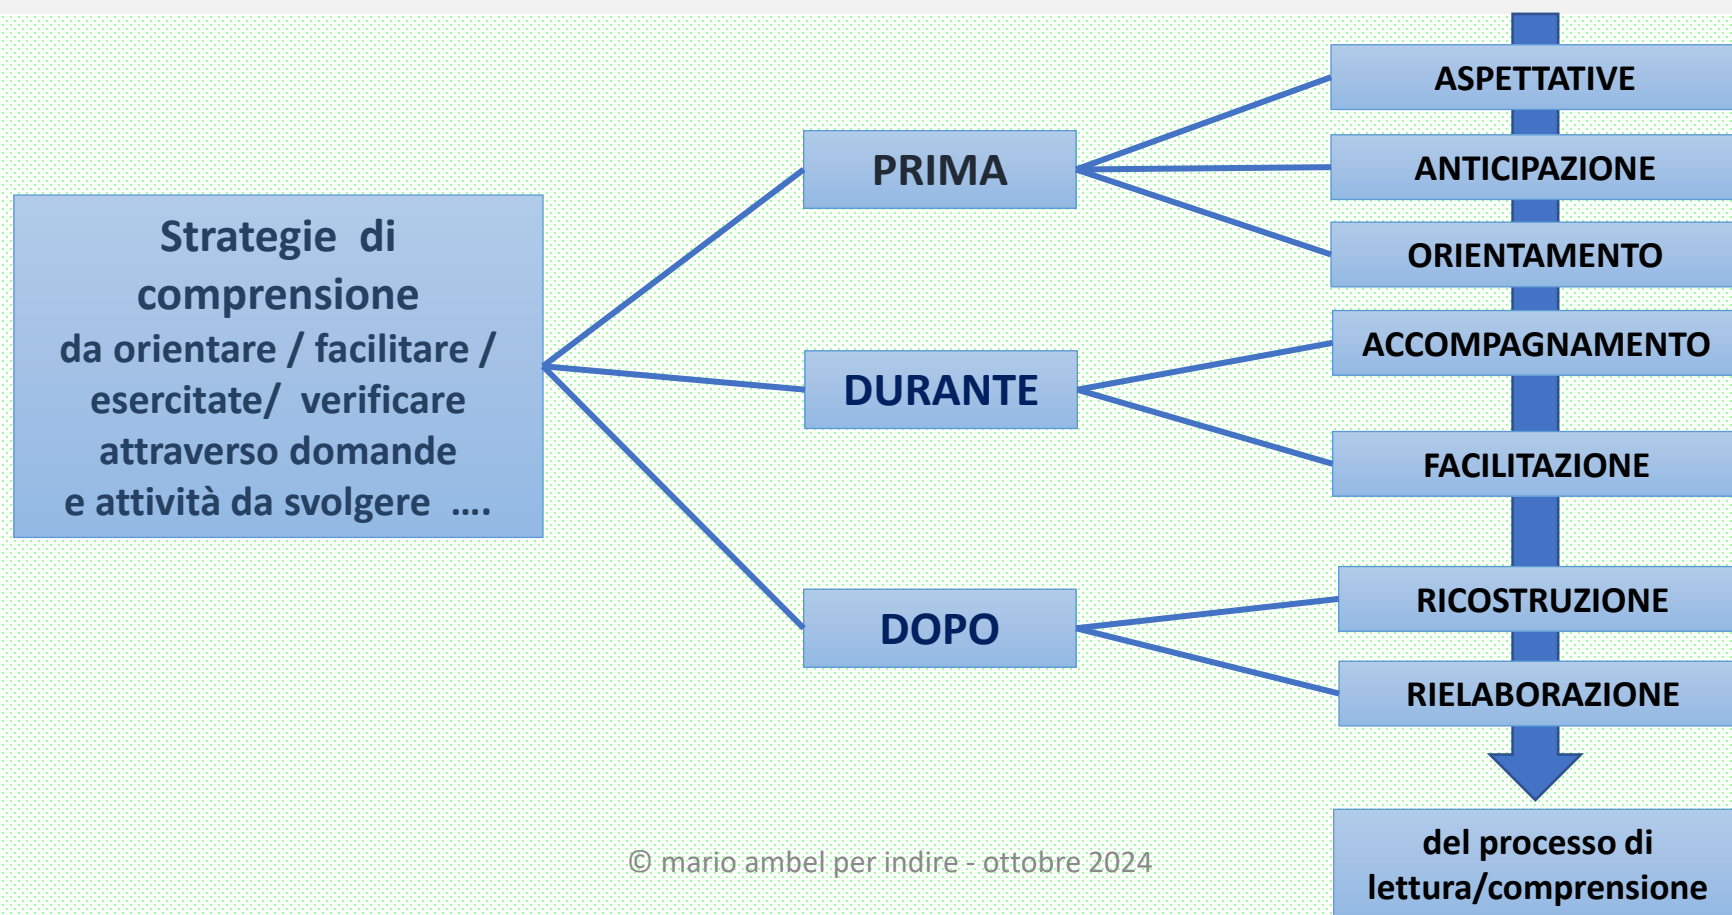 Strategie di
comprensione
da orientare / facilitare /
esercitate/ verificare
attraverso domande
e attività da svolgere ....
PRIMA
ASPETTATIVE
ANTICIPAZIONE
ORIENTAMENTO
DURANTE
ACCOMPAGNAMENTO
FACILITAZIONE
DOPO
RICOSTRUZIONE
RIELABORAZIONE
del processo di
lettura/comprensione
© mario ambel per indire - ottobre 2024